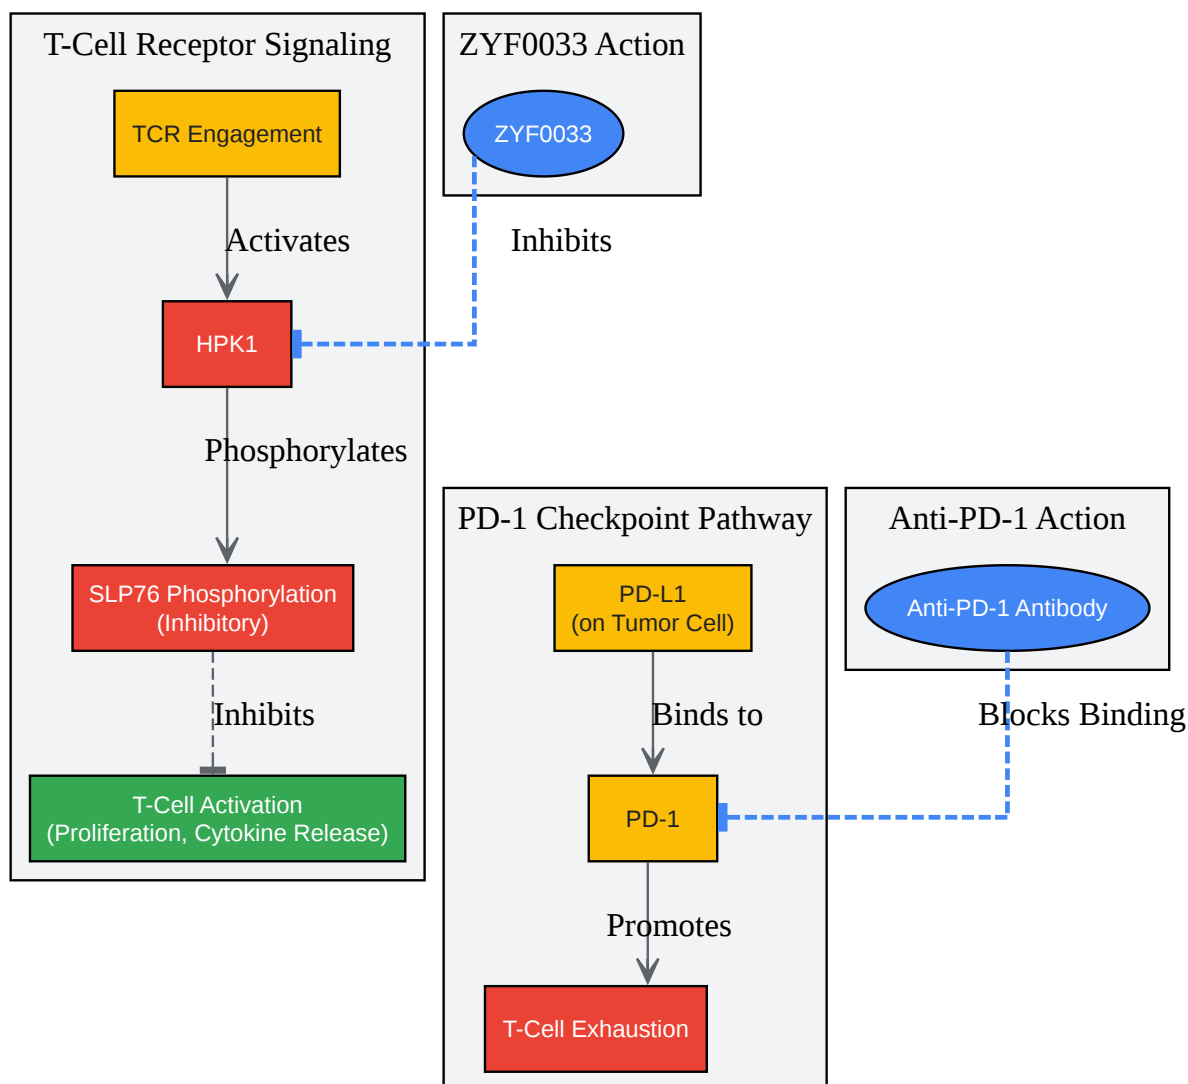 T-Cell Receptor Signaling
TCR Engagement
Activates
HPK1
Phosphorylates
SLP76 Phosphorylation
(Inhibitory)
Inhibits
T-Cell Activation
(Proliferation, Cytokine Release)
ZYF0033 Action
ZYF0033
Inhibits
PD-1 Checkpoint Pathway
PD-L1
(on Tumor Cell)
Binds to
PD-1
Promotes
T-Cell Exhaustion
Anti-PD-1 Action
Anti-PD-1 Antibody
Blocks Binding